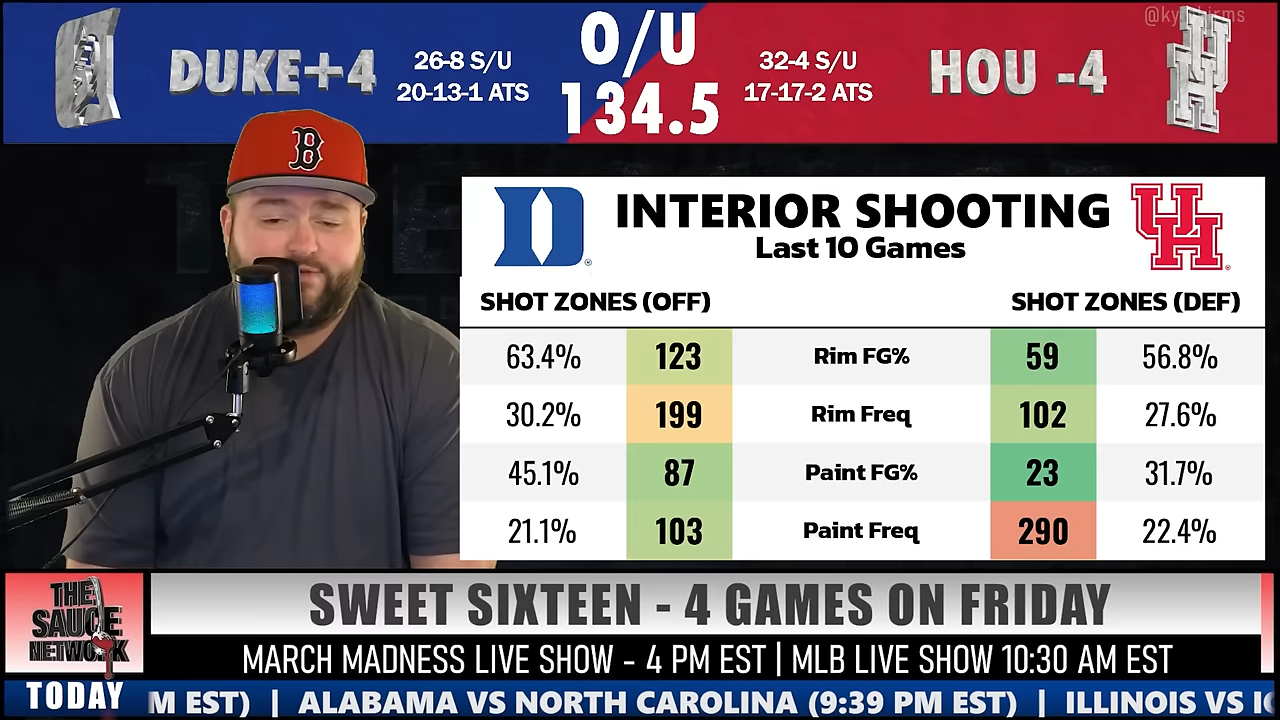 DUKE+4
26-8 S/U
20-13-1 ATS
O/U
134.5
32-4 S/U
17-17-2 ATS
HOU -4
B
D
INTERIOR SHOOTING
Last 10 Games
UH
SHOT ZONES (OFF)
SHOT ZONES (DEF)
63.4% 123 Rim FG% 59 56.8%
30.2% 199 Rim Freq 102 27.6%
45.1% 87 Paint FG% 23 31.7%
21.1% 103 Paint Freq 290 22.4%
THE
SAUCE
NETWORK
SWEET SIXTEEN - 4 GAMES ON FRIDAY
MARCH MADNESS LIVE SHOW - 4 PM EST | MLB LIVE SHOW 10:30 AM EST
TODAY
M EST) | ALABAMA VS NORTH CAROLINA (9:39 PM EST) | ILLINOIS VS